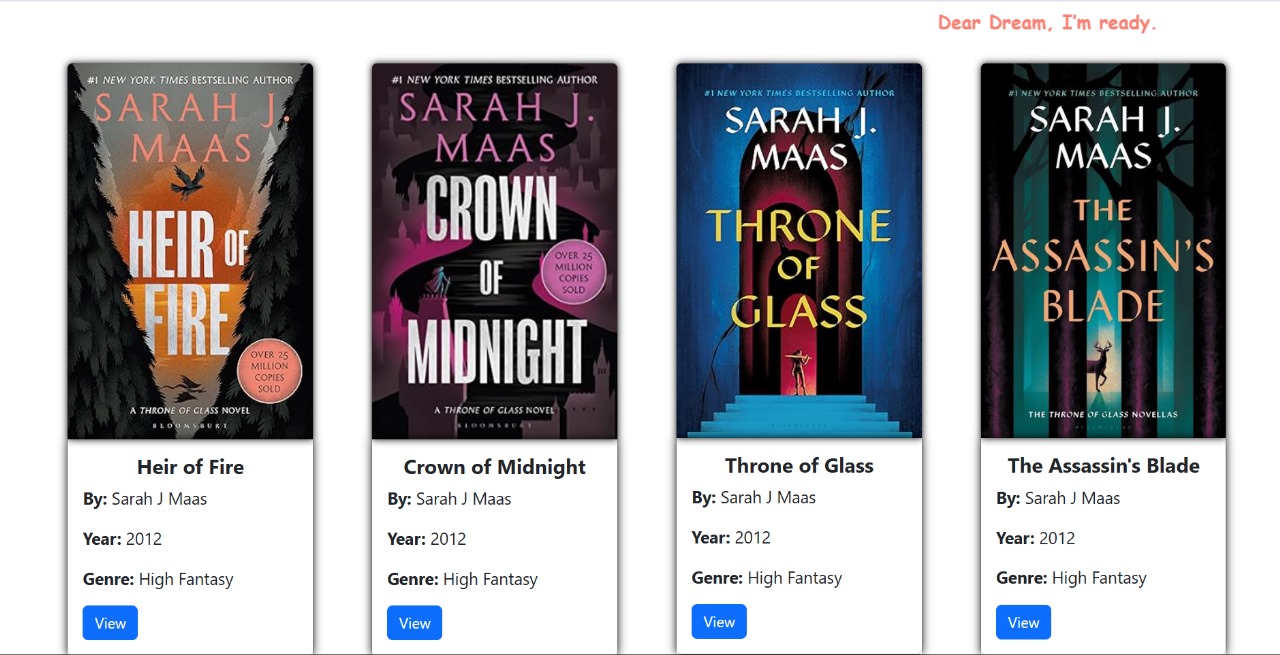 Dear Dream, I'm ready.
#1 NEW YORK TIMES BESTSELLING AUTHOR
SARAH J.
MAAS
HEIR OF
FIRE
OVER 25
MILLION
COPIES
SOLD
A THRONE OF GLASS NOVEL
BLOOMSBURY
Heir of Fire
By: Sarah J Maas
Year: 2012
Genre: High Fantasy
View
#1 NEW YORK TIMES BESTSELLING AUTHOR
SARAH J.
MAAS
CROWN
OF
MIDNIGHT
OVER 25
MILLION
COPIES
SOLD
A THRONE OF GLASS NOVEL
BLOOMSBURY
Crown of Midnight
By: Sarah J Maas
Year: 2012
Genre: High Fantasy
View
#1 NEW YORK TIMES BESTSELLING AUTHOR
SARAH J.
MAAS
THRONE
OF
GLASS
BLOOMSBURY
Throne of Glass
By: Sarah J Maas
Year: 2012
Genre: High Fantasy
View
#1 NEW YORK TIMES BESTSELLING AUTHOR
SARAH J.
MAAS
THE
ASSASSIN'S
BLADE
THE THRONE OF GLASS NOVELLAS
BLOOMSBURY
The Assassin's Blade
By: Sarah J Maas
Year: 2012
Genre: High Fantasy
View